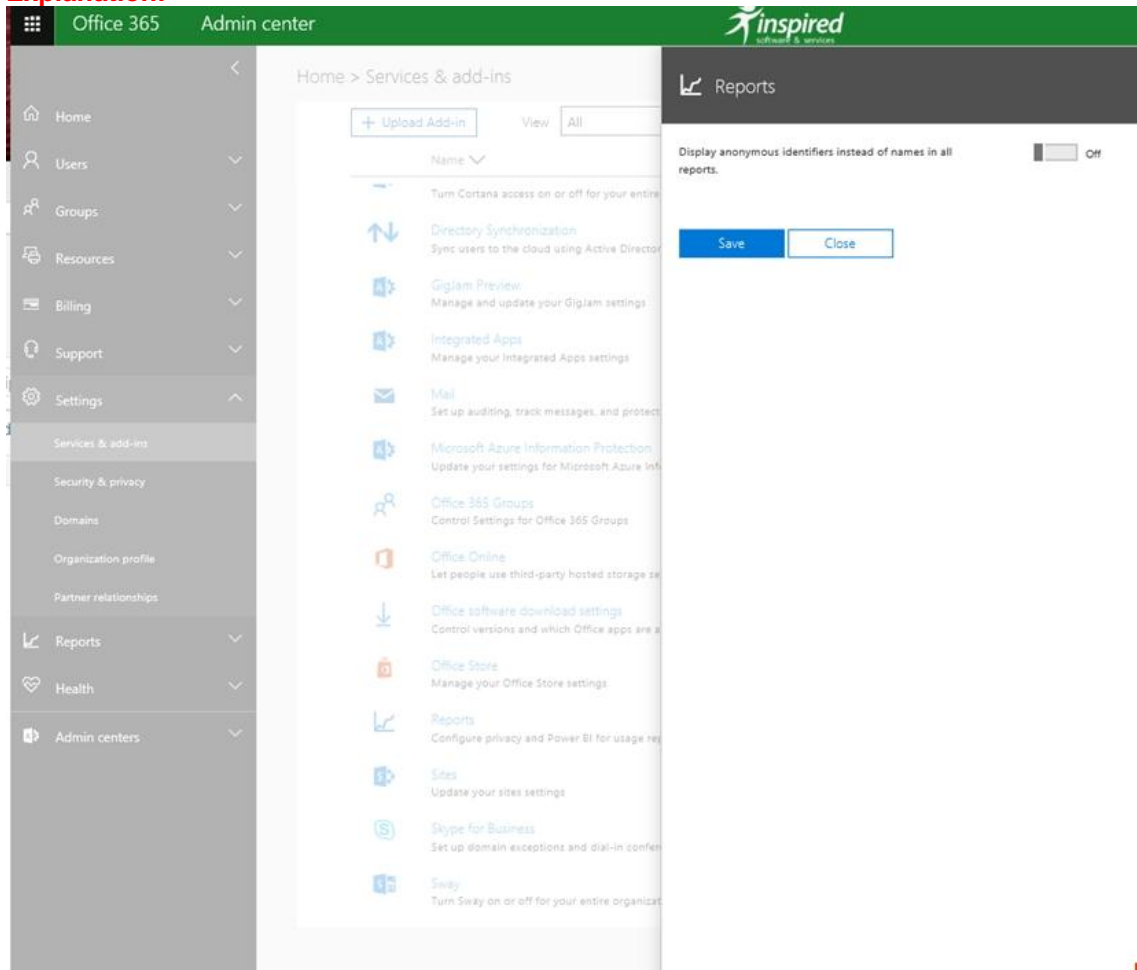 Explanation:
Office 365 Admin center
inspired
software & services
Home
Users
Groups
Resources
Billing
Support
Settings
Services & add-ins
Security & privacy
Domains
Organization profile
Partner relationships
Reports
Health
Admin centers
Home > Services & add-ins
+ Upload Add-in View All
Name
Turn Cortana access on or off for your entire
Directory Synchronization
Sync users to the cloud using Active Director
GigJam Preview
Manage and update your GigJam settings
Integrated Apps
Manage your Integrated Apps settings
Mail
Set up auditing, track messages, and protect
Microsoft Azure Information Protection
Update your settings for Microsoft Azure Inf
Office 365 Groups
Control Settings for Office 365 Groups
Office Online
Let people use third-party hosted storage se
Office software download settings
Control versions and which Office apps are a
Office Store
Manage your Office Store settings
Reports
Configure privacy and Power BI for usage rep
Sites
Update your sites settings
Skype for Business
Set up domain exceptions and dial-in confer
Sway
Turn Sway on or off for your entire organizat
Reports
Display anonymous identifiers instead of names in all
reports.
Off
Save Close